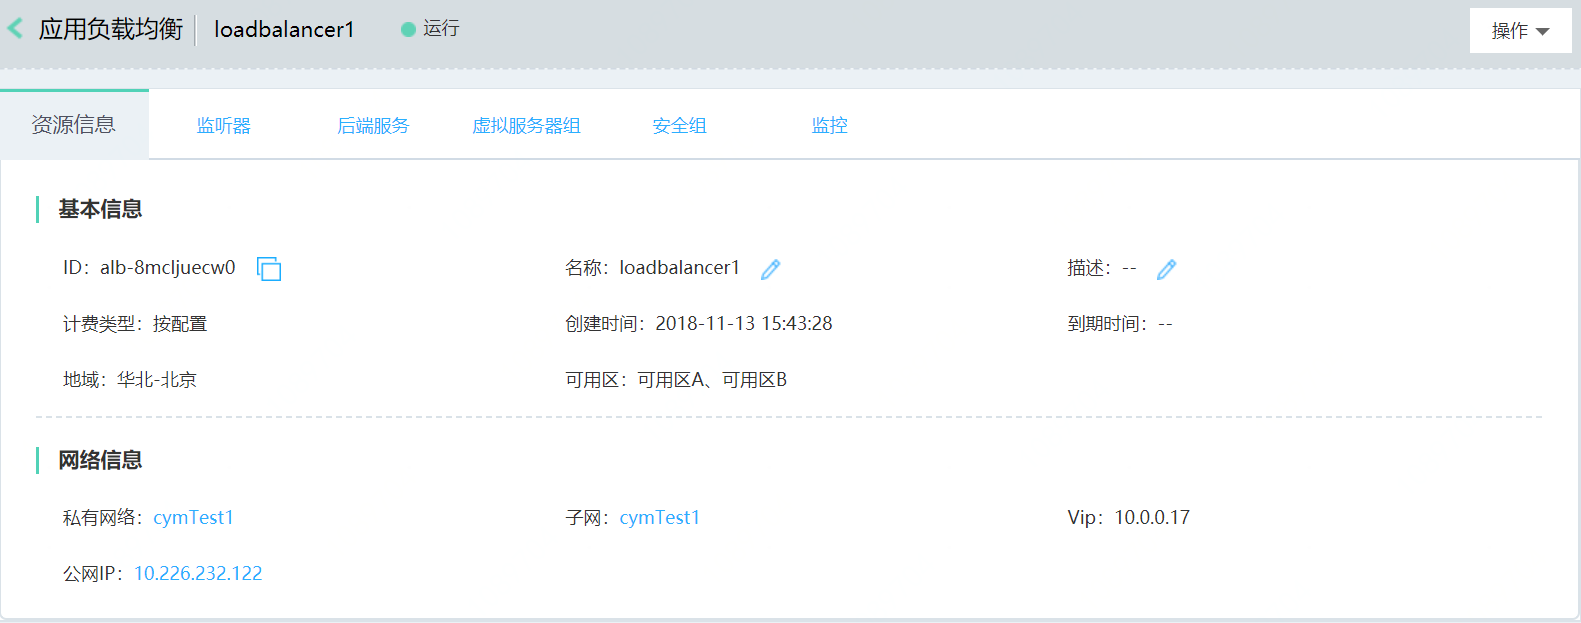 应用负载均衡 loadbalancer1 运行 操作
资源信息 监听器 后端服务 虚拟服务器组 安全组 监控
基本信息
ID：alb-8mcljuecw0 名称：loadbalancer1 描述：--
计费类型：按配置 创建时间：2018-11-13 15:43:28 到期时间：--
地域：华北-北京 可用区：可用区A、可用区B
网络信息
私有网络：cymTest1 子网：cymTest1 Vip：10.0.0.17
公网IP：10.226.232.122